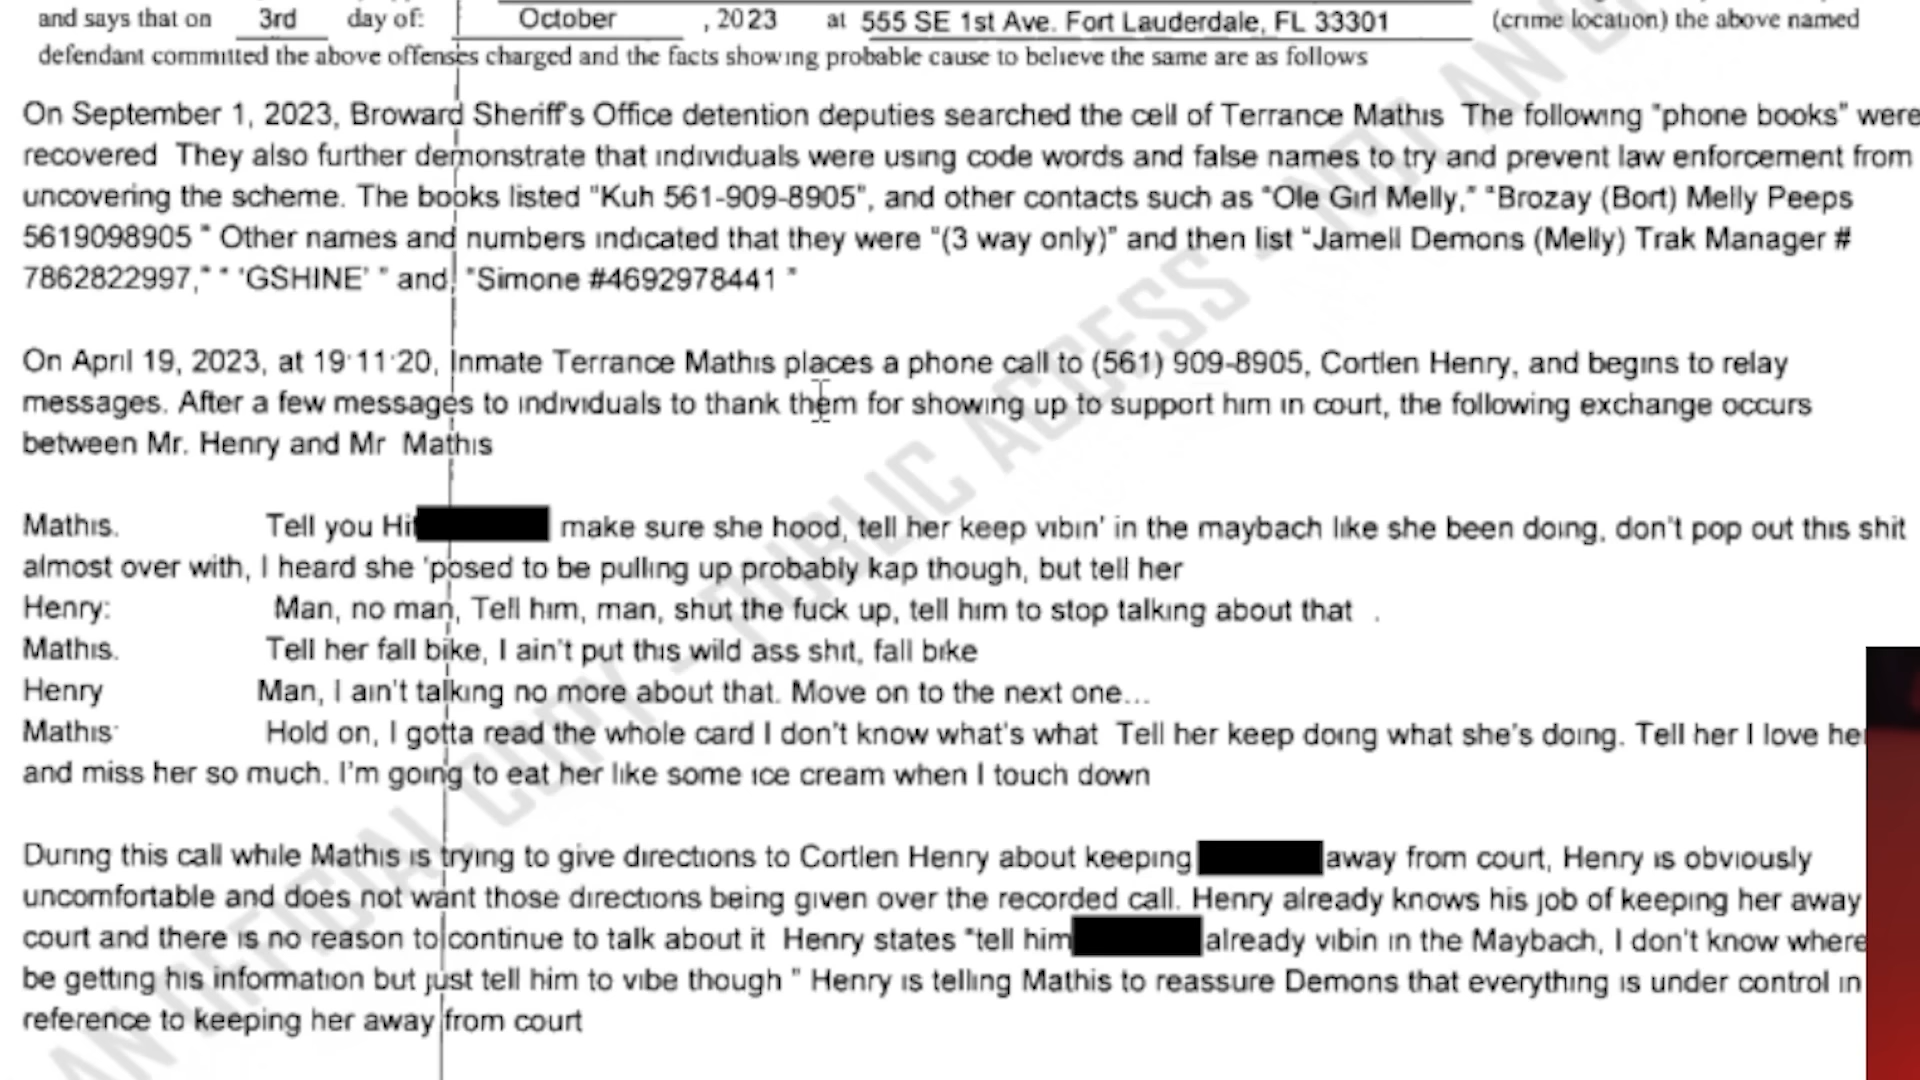 and says that on 3rd day of: October , 2023 at 555 SE 1st Ave. Fort Lauderdale, FL 33301 (crime location) the above named
defendant committed the above offenses charged and the facts showing probable cause to believe the same are as follows
On September 1, 2023, Broward Sheriff's Office detention deputies searched the cell of Terrance Mathis The following "phone books" were
recovered They also further demonstrate that individuals were using code words and false names to try and prevent law enforcement from
uncovering the scheme. The books listed "Kuh 561-909-8905", and other contacts such as "Ole Girl Melly," "Brozay (Bort) Melly Peeps
5619098905 " Other names and numbers indicated that they were "(3 way only)" and then list "Jamell Demons (Melly) Trak Manager #
7862822997," " 'GSHINE' " and "Simone #4692978441 "
On April 19, 2023, at 19:11:20, Inmate Terrance Mathis places a phone call to (561) 909-8905, Cortlen Henry, and begins to relay
messages. After a few messages to individuals to thank them for showing up to support him in court, the following exchange occurs
between Mr. Henry and Mr Mathis
Mathis. Tell you Hit make sure she hood, tell her keep vibin' in the maybach like she been doing, don't pop out this shit
almost over with, I heard she 'posed to be pulling up probably kap though, but tell her
Henry: Man, no man, Tell him, man, shut the fuck up, tell him to stop talking about that .
Mathis. Tell her fall bike, I ain't put this wild ass shit, fall bike
Henry Man, I ain't talking no more about that. Move on to the next one...
Mathis Hold on, I gotta read the whole card I don't know what's what Tell her keep doing what she's doing. Tell her I love her
and miss her so much. I'm going to eat her like some ice cream when I touch down
During this call while Mathis is trying to give directions to Cortlen Henry about keeping away from court, Henry is obviously
uncomfortable and does not want those directions being given over the recorded call. Henry already knows his job of keeping her away
court and there is no reason to continue to talk about it Henry states "tell him already vibin in the Maybach, I don't know where
be getting his information but just tell him to vibe though " Henry is telling Mathis to reassure Demons that everything is under control in
reference to keeping her away from court
AN OFFICIAL COPY - PUBLIC ACCESS - NOT AN O